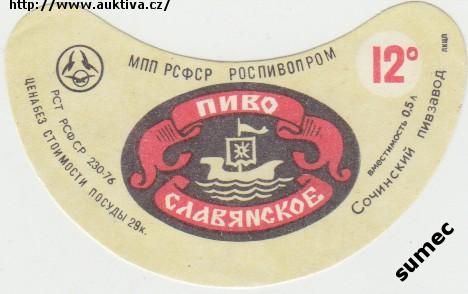 http://www.auktiva.cz/
МПП РСФСР РОСПИВОПРОМ
12°
ПИВО
СЛАВЯНСКОЕ
РСТ РСФСР 230-76
ЦЕНА БЕЗ СТОИМОСТИ ПОСУДЫ 29к.
вместимость 0,5 л
Сочинский пивзавод
лкцп
sumec